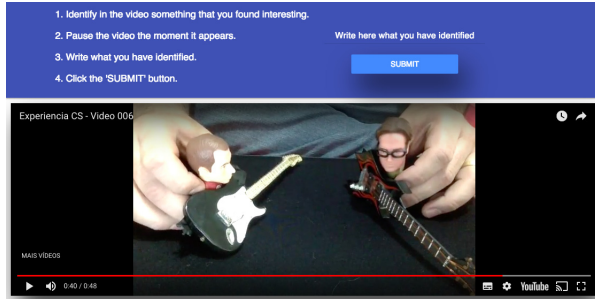 1. Identify in the video something that you found interesting.
2. Pause the video the moment it appears.
3. Write what you have identified.
4. Click the 'SUBMIT' button.
Write here what you have identified
SUBMIT
Experiencia CS - Video 006
MAIS VÍDEOS
0:40 / 0:48
YouTube